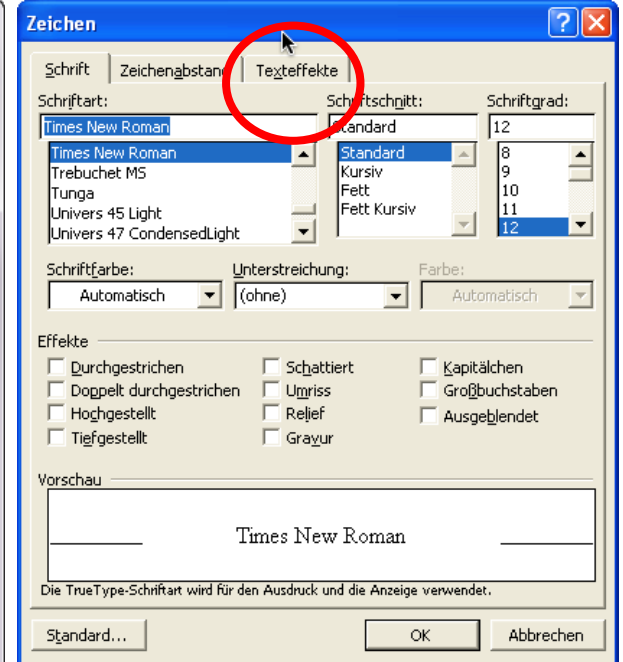 Zeichen
Schrift Zeichenabstand Texteffekte
Schriftart: Schriftschnitt: Schriftgrad:
Times New Roman Standard 12
Times New Roman Standard 8
Trebuchet MS Kursiv 9
Tunga Fett 10
Univers 45 Light Fett Kursiv 11
Univers 47 CondensedLight 12
Schriftfarbe: Unterstreichung: Farbe:
Automatisch (ohne) Automatisch
Effekte
Durchgestrichen Schattiert Kapitälchen
Doppelt durchgestrichen Umriss Großbuchstaben
Hochgestellt Relief Ausgeblendet
Tiefgestellt Gravur
Vorschau
Times New Roman
Die TrueType-Schriftart wird für den Ausdruck und die Anzeige verwendet.
Standard... OK Abbrechen